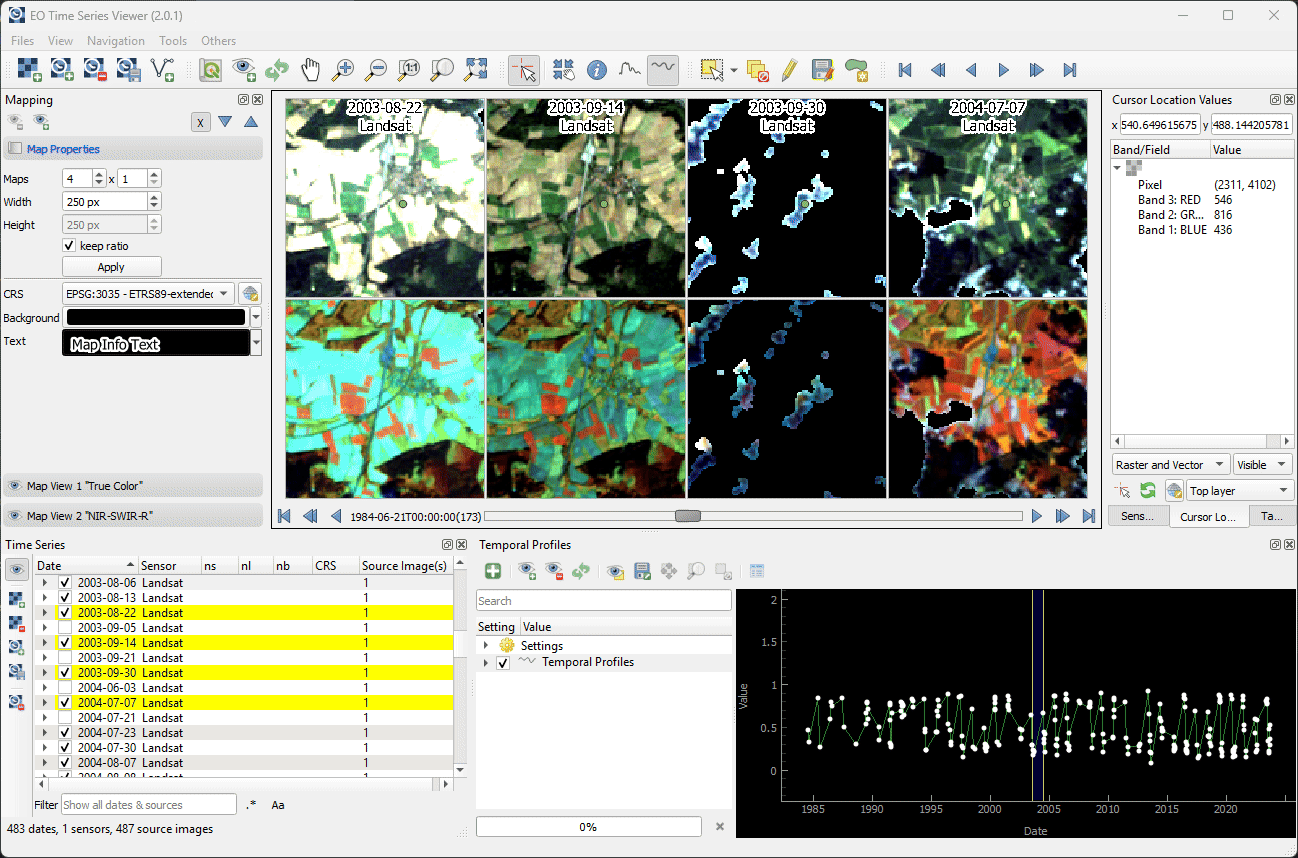 EO Time Series Viewer (2.0.1)
Files View Navigation Tools Others
1:1
Mapping
x
Map Properties
Maps 4 x 1
Width 250 px
Height 250 px
keep ratio
Apply
CRS EPSG:3035 - ETRS89-extended
Background
Text Map Info Text
Map View 1 "True Color"
Map View 2 "NIR-SWIR-R"
2003-08-22
Landsat
2003-09-14
Landsat
2003-09-30
Landsat
2004-07-07
Landsat
1984-06-21T00:00:00(173)
Cursor Location Values
x 540.649615675 y 488.144205781
Band/Field Value
Pixel (2311, 4102)
Band 3: RED 546
Band 2: GR... 816
Band 1: BLUE 436
Raster and Vector Visible
Top layer
Sens... Cursor Lo... Ta...
Time Series
Date Sensor ns nl nb CRS Source Image(s)
2003-08-06 Landsat 1
2003-08-13 Landsat 1
2003-08-22 Landsat 1
2003-09-05 Landsat 1
2003-09-14 Landsat 1
2003-09-21 Landsat 1
2003-09-30 Landsat 1
2004-06-03 Landsat 1
2004-07-07 Landsat 1
2004-07-21 Landsat 1
2004-07-23 Landsat 1
2004-07-30 Landsat 1
2004-08-07 Landsat 1
2004-08-08 Landsat 1
Filter Show all dates & sources .* Aa
483 dates, 1 sensors, 487 source images
Temporal Profiles
Search
Setting Value
Settings
Temporal Profiles
0%
2
1.5
1
0.5
0
Value
1985 1990 1995 2000 2005 2010 2015 2020
Date